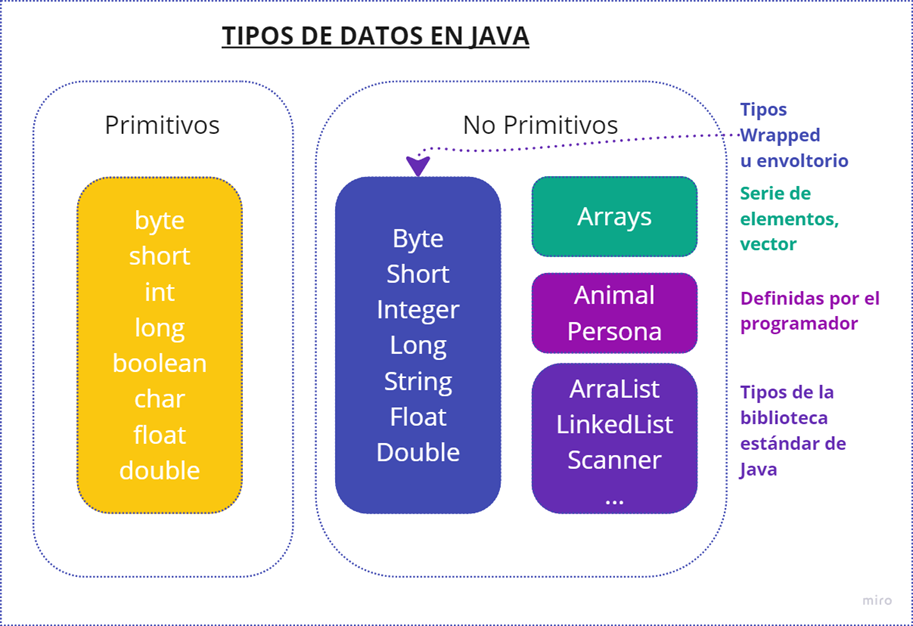 TIPOS DE DATOS EN JAVA
Primitivos
byte
short
int
long
boolean
char
float
double
No Primitivos
Byte
Short
Integer
Long
String
Float
Double
Arrays
Animal
Persona
ArraList
LinkedList
Scanner
...
Tipos
Wrapped
u envoltorio
Serie de
elementos,
vector
Definidas por el
programador
Tipos de la
biblioteca
estándar de
Java
miro